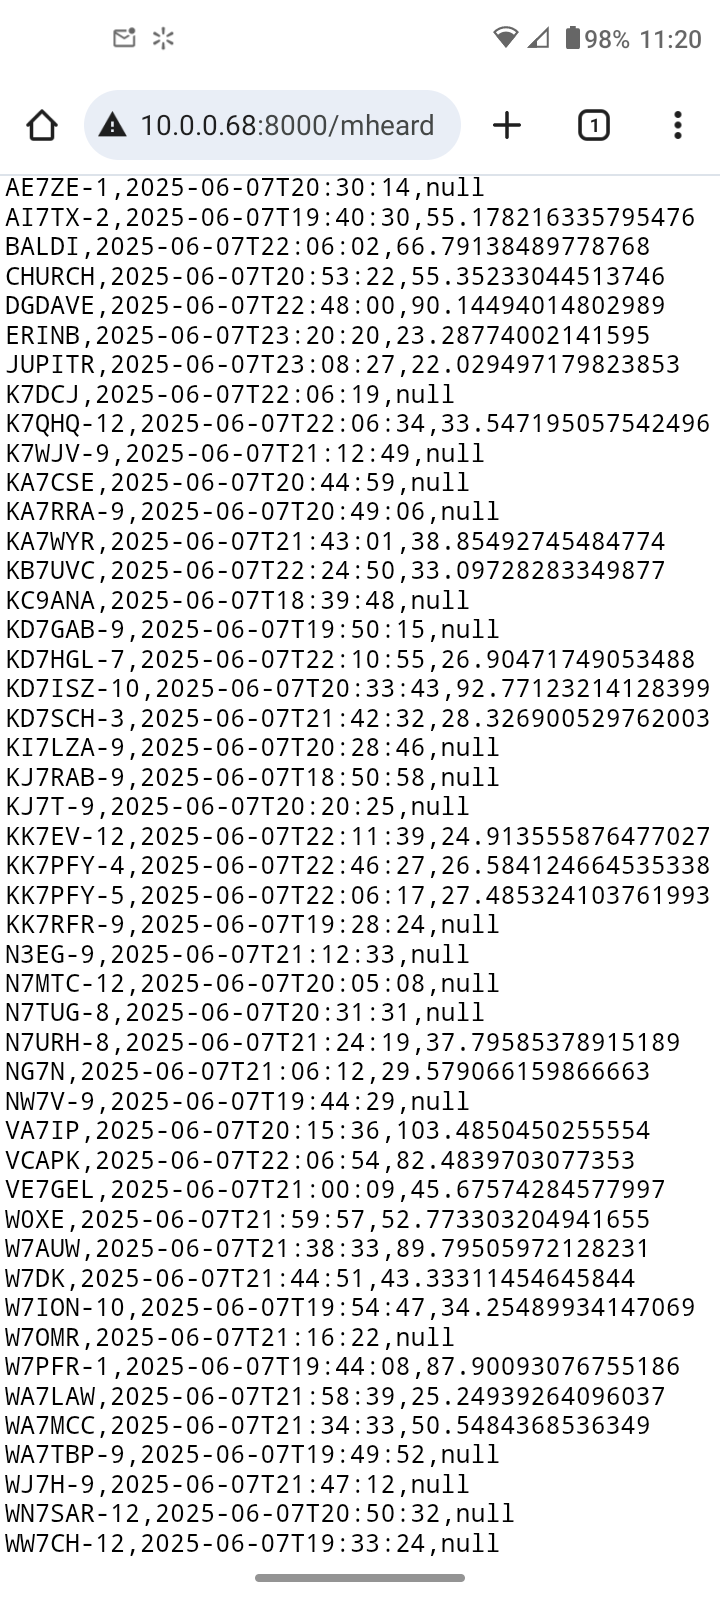 98% 11:20
10.0.0.68:8000/mheard
1
AE7ZE-1,2025-06-07T20:30:14,null
AI7TX-2,2025-06-07T19:40:30,55.178216335795476
BALDI,2025-06-07T22:06:02,66.79138489778768
CHURCH,2025-06-07T20:53:22,55.35233044513746
DGDAVE,2025-06-07T22:48:00,90.14494014802989
ERINB,2025-06-07T23:20:20,23.28774002141595
JUPITR,2025-06-07T23:08:27,22.029497179823853
K7DCJ,2025-06-07T22:06:19,null
K7QHQ-12,2025-06-07T22:06:34,33.547195057542496
K7WJV-9,2025-06-07T21:12:49,null
KA7CSE,2025-06-07T20:44:59,null
KA7RRA-9,2025-06-07T20:49:06,null
KA7WYR,2025-06-07T21:43:01,38.85492745484774
KB7UVC,2025-06-07T22:24:50,33.09728283349877
KC9ANA,2025-06-07T18:39:48,null
KD7GAB-9,2025-06-07T19:50:15,null
KD7HGL-7,2025-06-07T22:10:55,26.90471749053488
KD7ISZ-10,2025-06-07T20:33:43,92.77123214128399
KD7SCH-3,2025-06-07T21:42:32,28.326900529762003
KI7LZA-9,2025-06-07T20:28:46,null
KJ7RAB-9,2025-06-07T18:50:58,null
KJ7T-9,2025-06-07T20:20:25,null
KK7EV-12,2025-06-07T22:11:39,24.913555876477027
KK7PFY-4,2025-06-07T22:46:27,26.584124664535338
KK7PFY-5,2025-06-07T22:06:17,27.485324103761993
KK7RFR-9,2025-06-07T19:28:24,null
N3EG-9,2025-06-07T21:12:33,null
N7MTC-12,2025-06-07T20:05:08,null
N7TUG-8,2025-06-07T20:31:31,null
N7URH-8,2025-06-07T21:24:19,37.79585378915189
NG7N,2025-06-07T21:06:12,29.579066159866663
NW7V-9,2025-06-07T19:44:29,null
VA7IP,2025-06-07T20:15:36,103.4850450255554
VCAPK,2025-06-07T22:06:54,82.4839703077353
VE7GEL,2025-06-07T21:00:09,45.67574284577997
W0XE,2025-06-07T21:59:57,52.773303204941655
W7AUW,2025-06-07T21:38:33,89.79505972128231
W7DK,2025-06-07T21:44:51,43.33311454645844
W7ION-10,2025-06-07T19:54:47,34.25489934147069
W7OMR,2025-06-07T21:16:22,null
W7PFR-1,2025-06-07T19:44:08,87.90093076755186
WA7LAW,2025-06-07T21:58:39,25.24939264096037
WA7MCC,2025-06-07T21:34:33,50.5484368536349
WA7TBP-9,2025-06-07T19:49:52,null
WJ7H-9,2025-06-07T21:47:12,null
WN7SAR-12,2025-06-07T20:50:32,null
WW7CH-12,2025-06-07T19:33:24,null